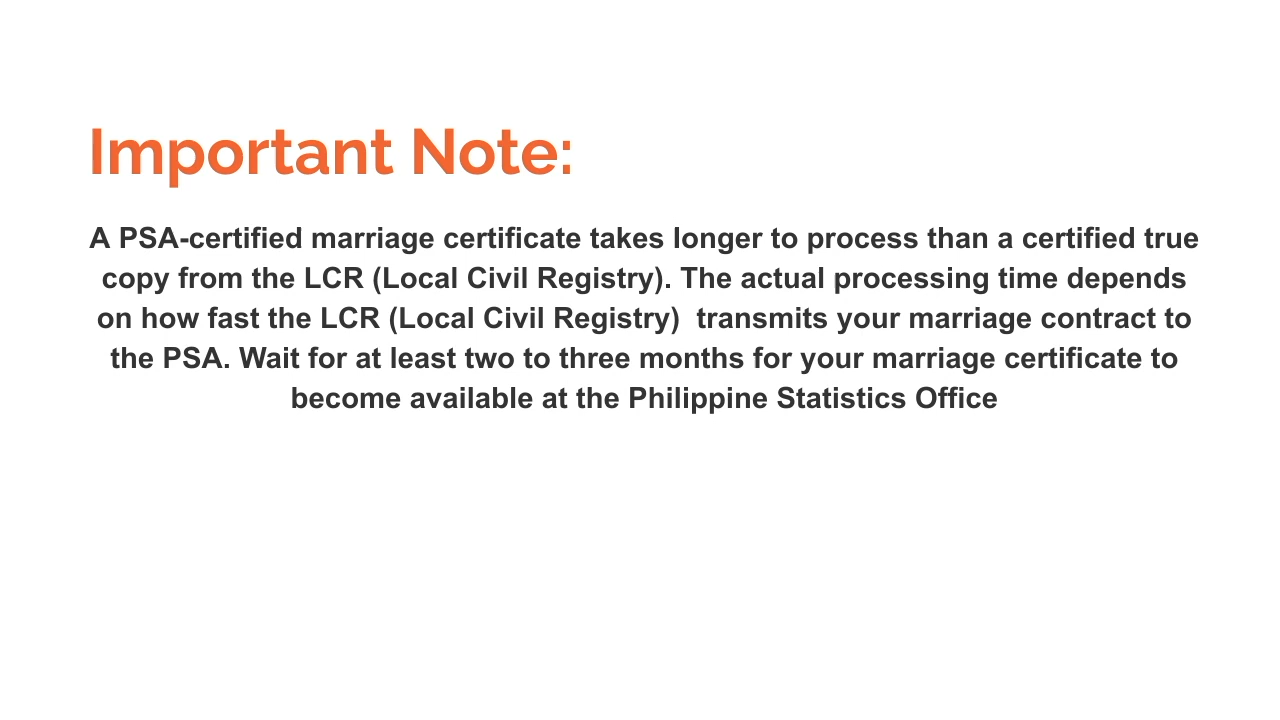 Important Note:
A PSA-certified marriage certificate takes longer to process than a certified true
copy from the LCR (Local Civil Registry). The actual processing time depends
on how fast the LCR (Local Civil Registry)  transmits your marriage contract to
the PSA. Wait for at least two to three months for your marriage certificate to
become available at the Philippine Statistics Office